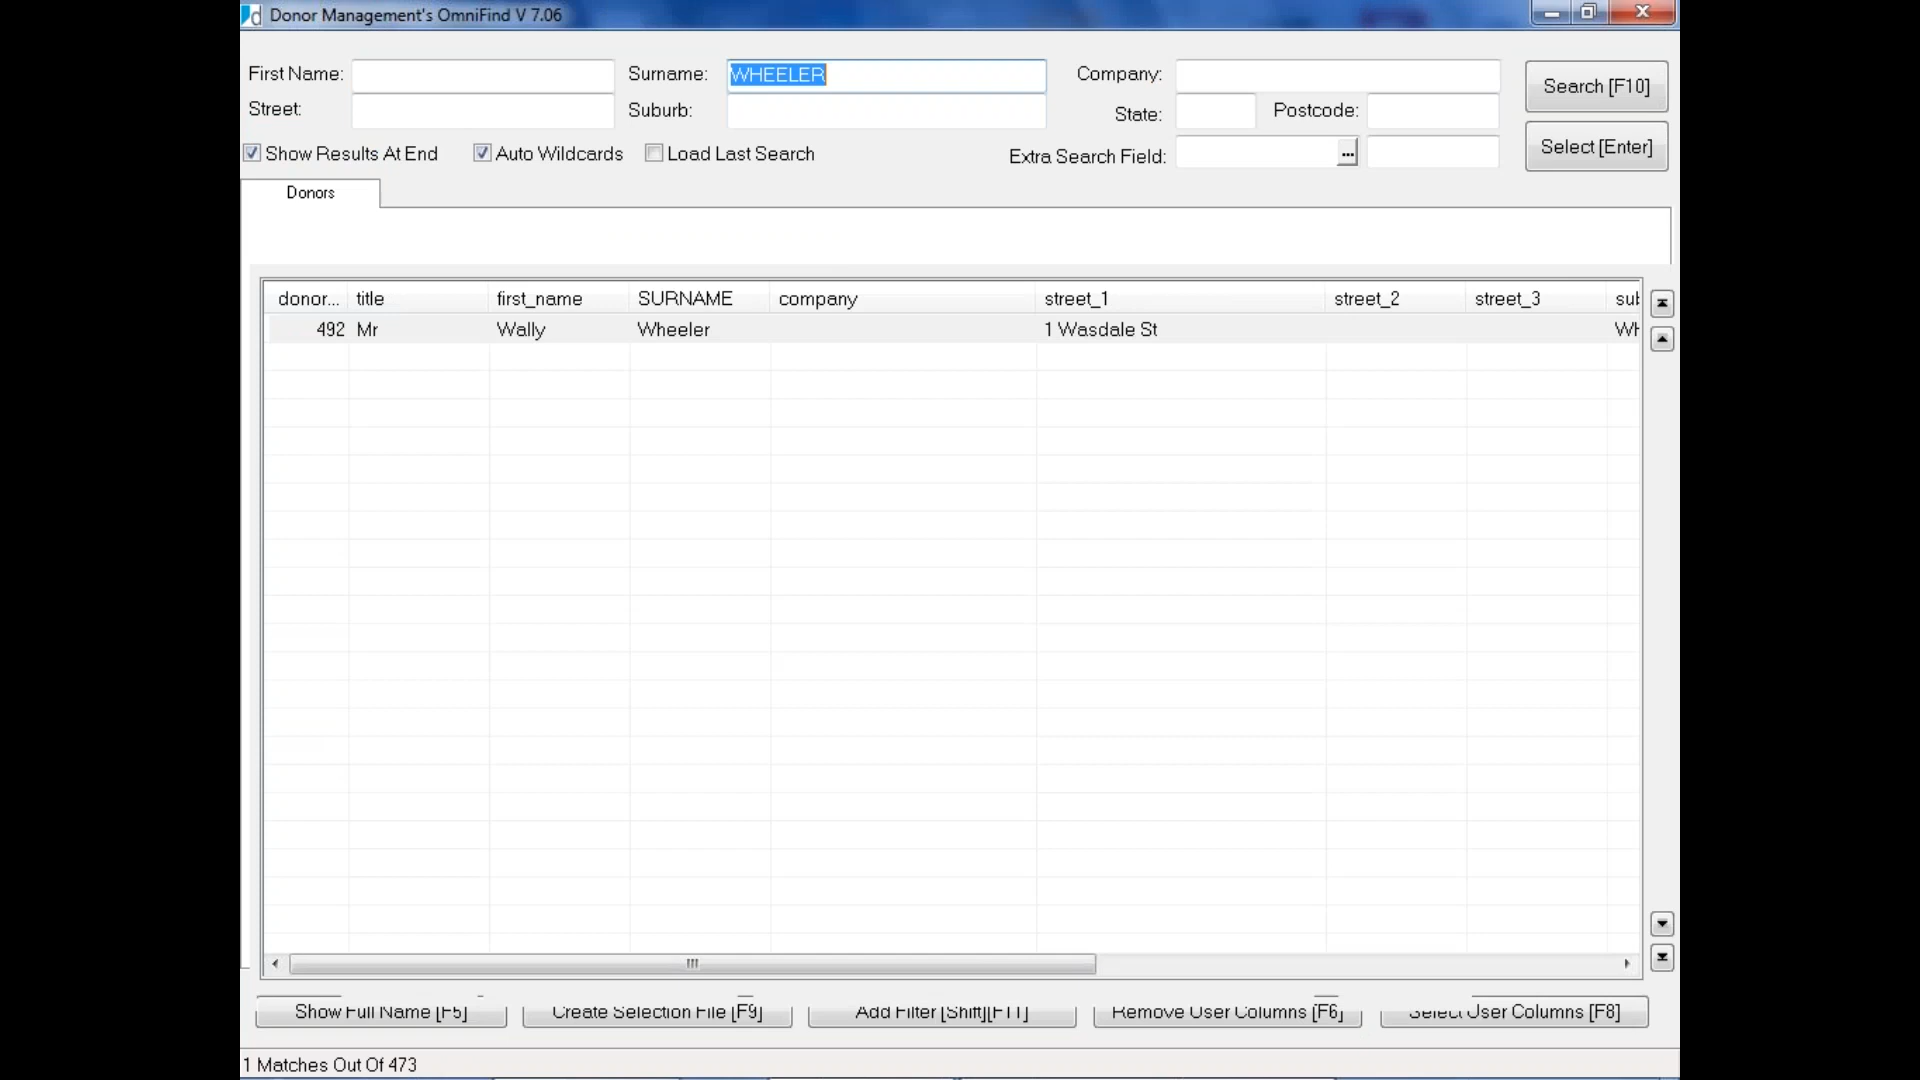 Donor Management's OmniFind V 7.06
First Name: Surname: WHEELER Company: Search [F10]
Street: Suburb: State: Postcode:
Show Results At End Auto Wildcards Load Last Search Extra Search Field: ... Select [Enter]
Donors
donor... title first_name SURNAME company street_1 street_2 street_3 sub
492 Mr Wally Wheeler 1 Wasdale St Wh
Show Full Name [F5] Create Selection File [F9] Add Filter [Shift][F11] Remove User Columns [F6] Select User Columns [F8]
1 Matches Out Of 473